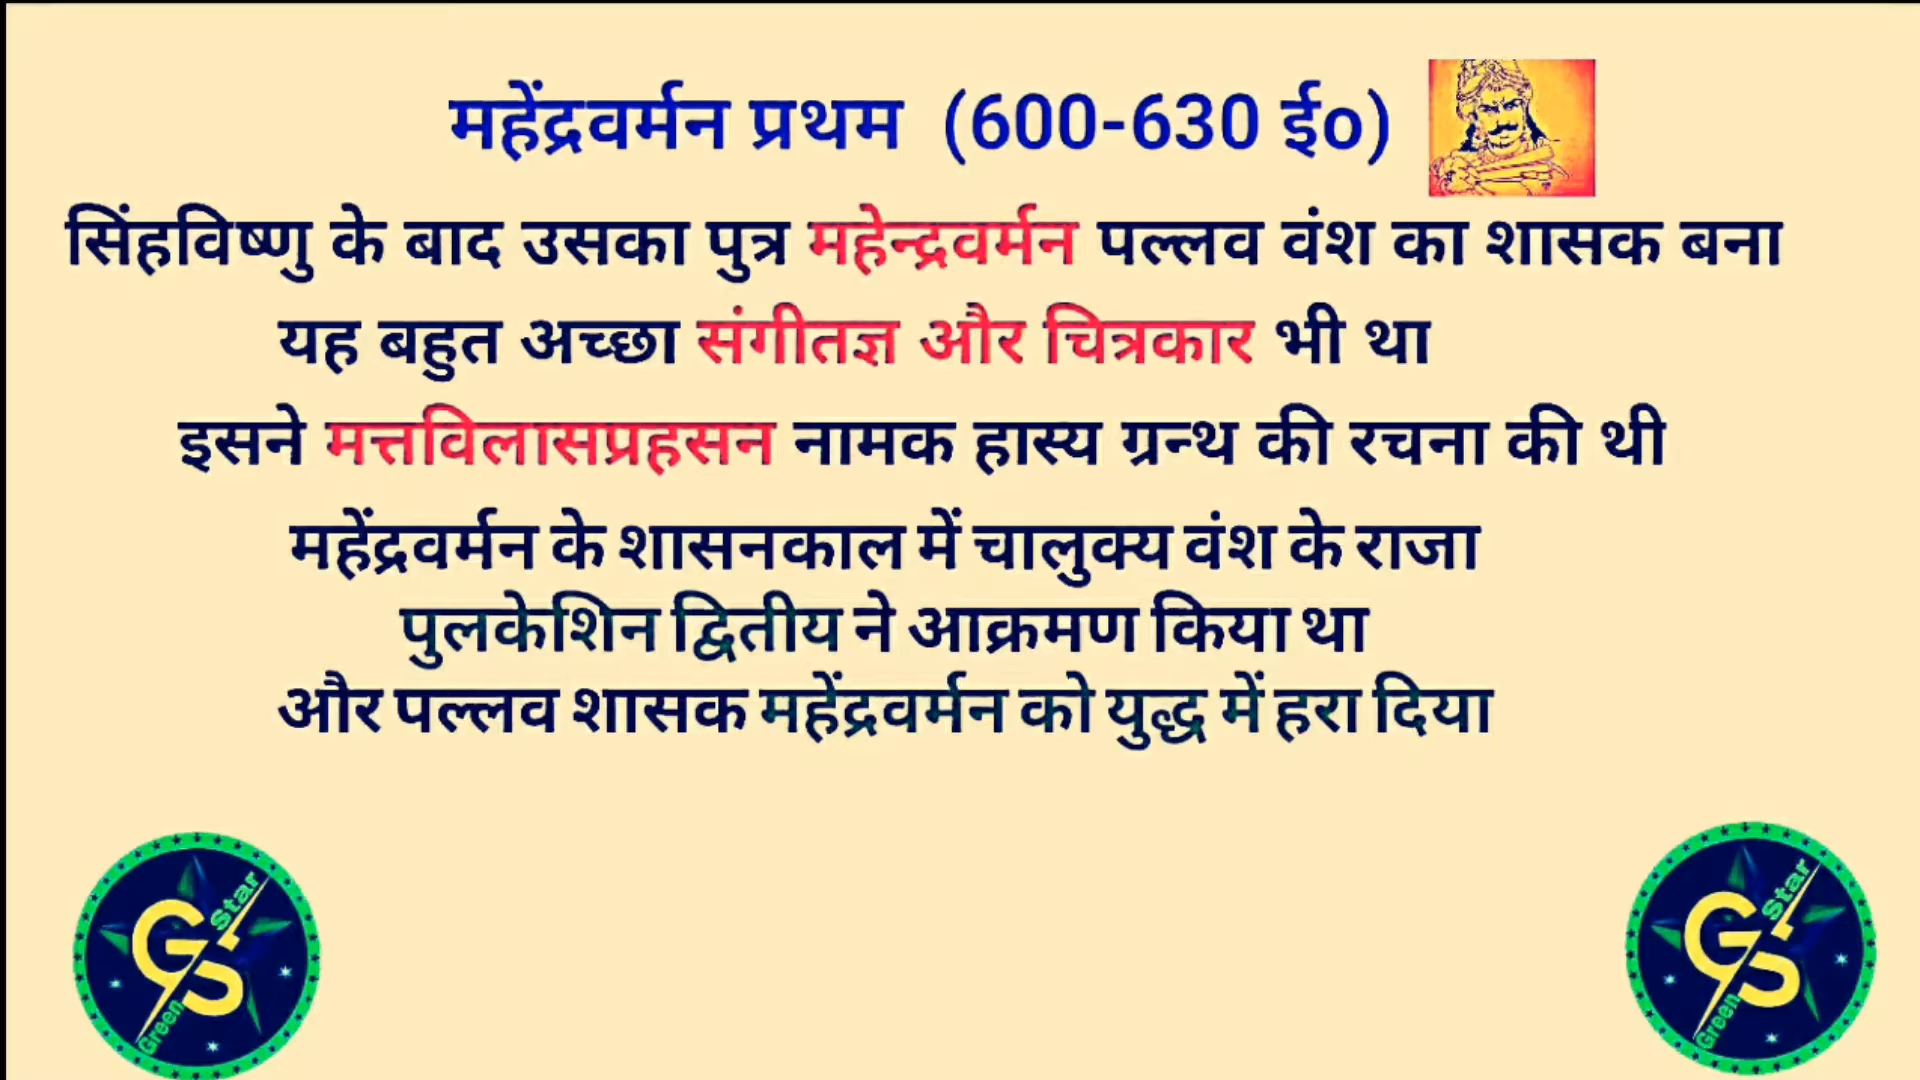 महेंद्रवर्मन प्रथम (600-630 ई०)
सिंहविष्णु के बाद उसका पुत्र महेन्द्रवर्मन पल्लव वंश का शासक बना
यह बहुत अच्छा संगीतज्ञ और चित्रकार भी था
इसने मत्तविलासप्रहसन नामक हास्य ग्रन्थ की रचना की थी
महेंद्रवर्मन के शासनकाल में चालुक्य वंश के राजा
पुलकेशिन द्वितीय ने आक्रमण किया था
और पल्लव शासक महेंद्रवर्मन को युद्ध में हरा दिया
GS
Green Star
GS
Green Star